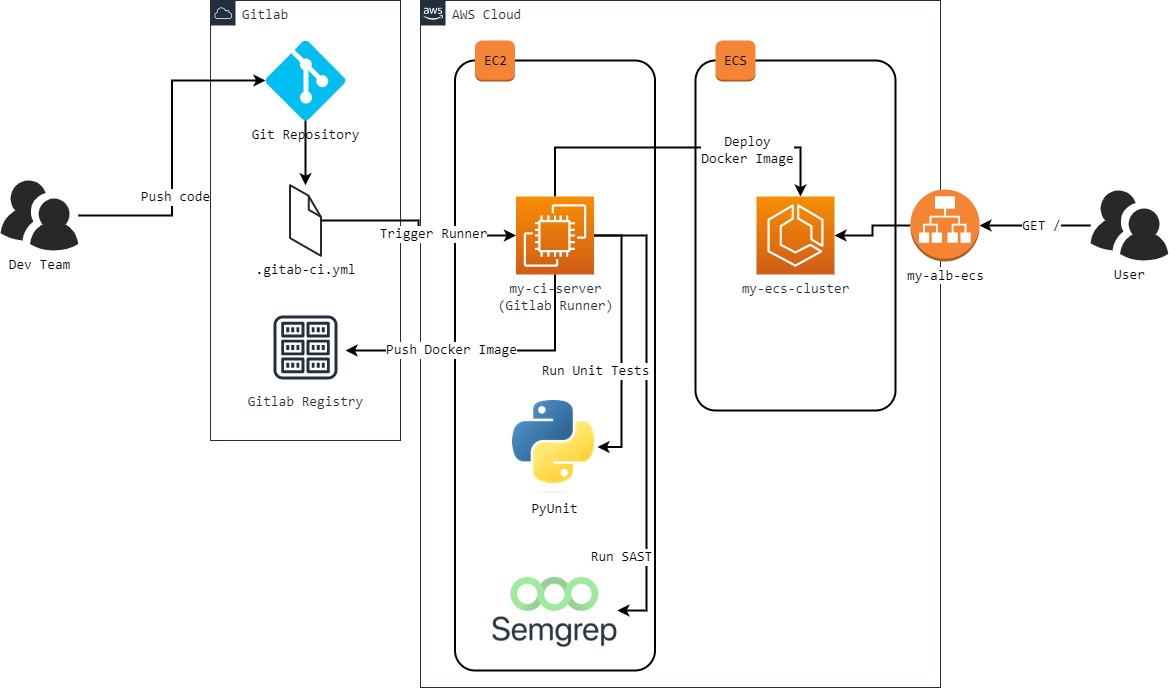 Gitlab
aws
AWS Cloud
EC2
ECS
Git Repository
Deploy
Docker Image
Push code
Trigger Runner
GET /
Dev Team
.gitab-ci.yml
my-ci-server
(Gitlab Runner)
my-ecs-cluster
my-alb-ecs
User
Push Docker Image
Run Unit Tests
Gitlab Registry
PyUnit
Run SAST
Semgrep